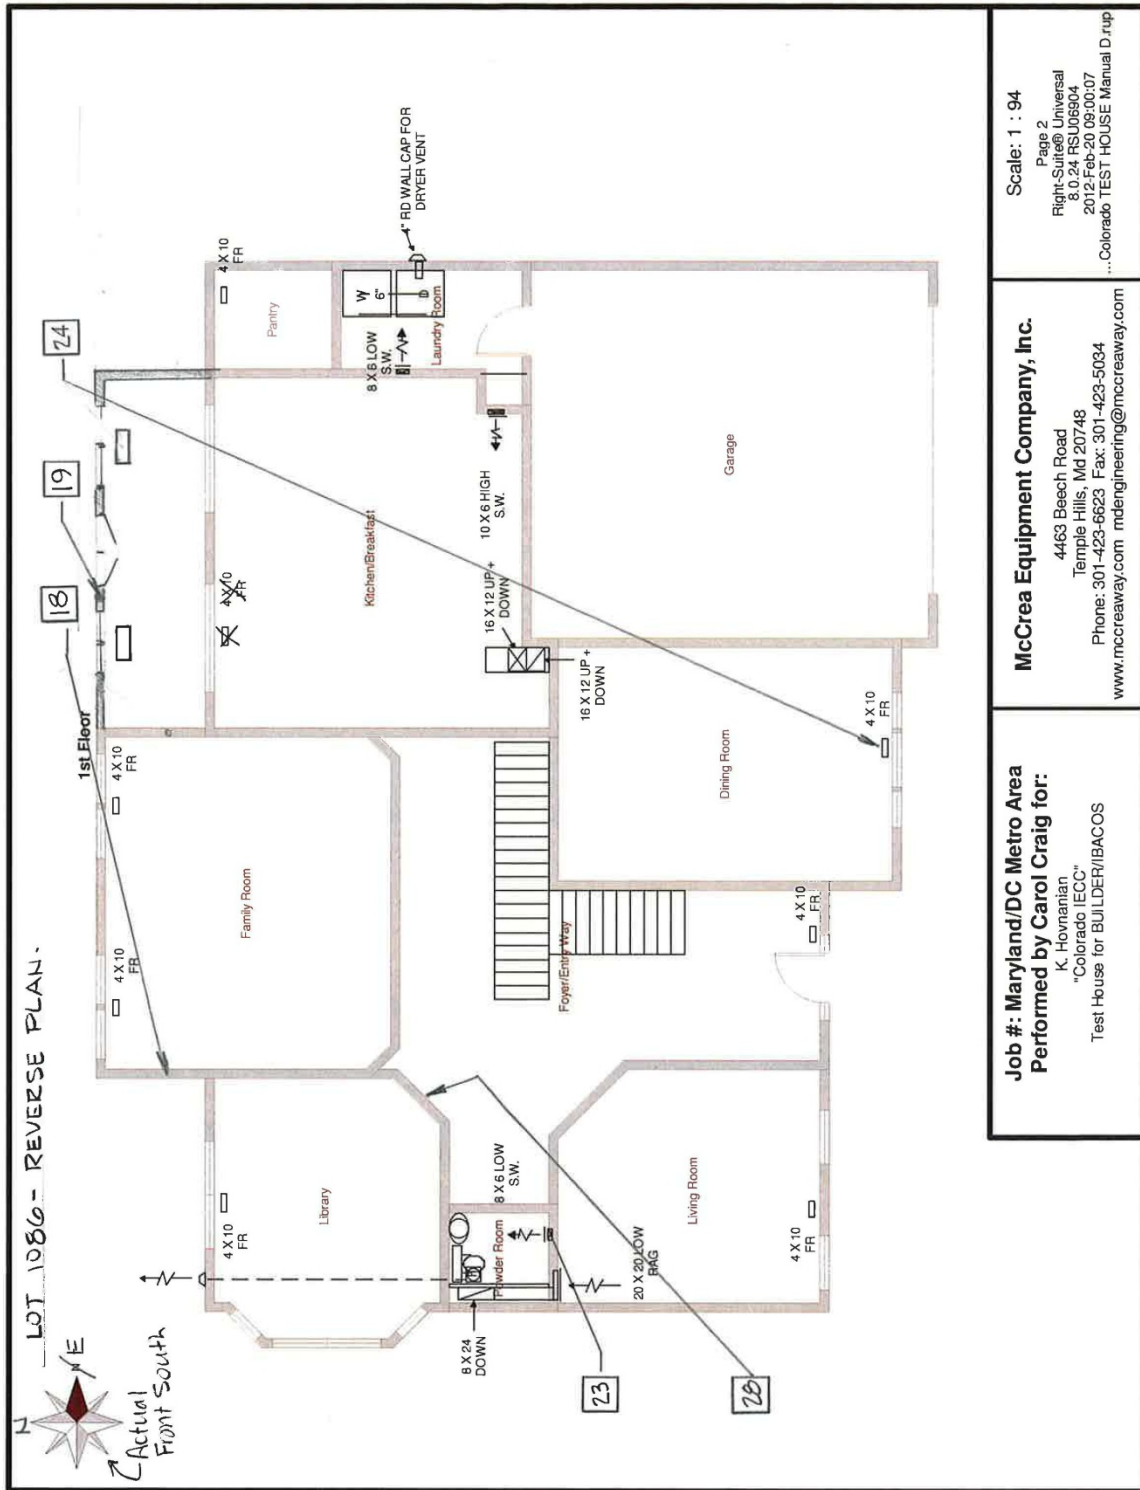 LOT 1086 - REVERSE PLAN.
N
N/E
Actual
Front South
1st Floor
18
19
24
4 X 10
FR
4 X 10
FR
4 X 10
FR
4 X 10
FR
4 X 10
FR
Library
Family Room
Kitchen/Breakfast
Pantry
W
6"
D
Laundry Room
4" RD WALL CAP FOR
DRYER VENT
8 X 6 LOW
S.W.
10 X 6 HIGH
S.W.
16 X 12 UP +
DOWN
16 X 12 UP +
DOWN
Foyer/Entry Way
8 X 6 LOW
S.W.
Powder Room
8 X 24
DOWN
20 X 20 LOW
RAG
Living Room
4 X 10
FR
4 X 10
FR
Dining Room
4 X 10
FR
Garage
23
28
Job #: Maryland/DC Metro Area
Performed by Carol Craig for:
K. Hovnanian
"Colorado IECC"
Test House for BUILDER/IBACOS
McCrea Equipment Company, Inc.
4463 Beech Road
Temple Hills, Md 20748
Phone: 301-423-6623 Fax: 301-423-5034
www.mccreaway.com mdengineering@mccreaway.com
Scale: 1 : 94
Page 2
Right-Suite® Universal
8.0.24 RSU06904
2012-Feb-20 09:00:07
...Colorado TEST HOUSE Manual D.rup